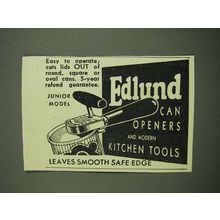 Easy to operate;
cuts lids OUT of
round, square or
oval cans. 5-year
refund guarantee.
JUNIOR
MODEL
Edlund
CAN
OPENERS
AND MODERN
KITCHEN TOOLS
LEAVES SMOOTH SAFE EDGE